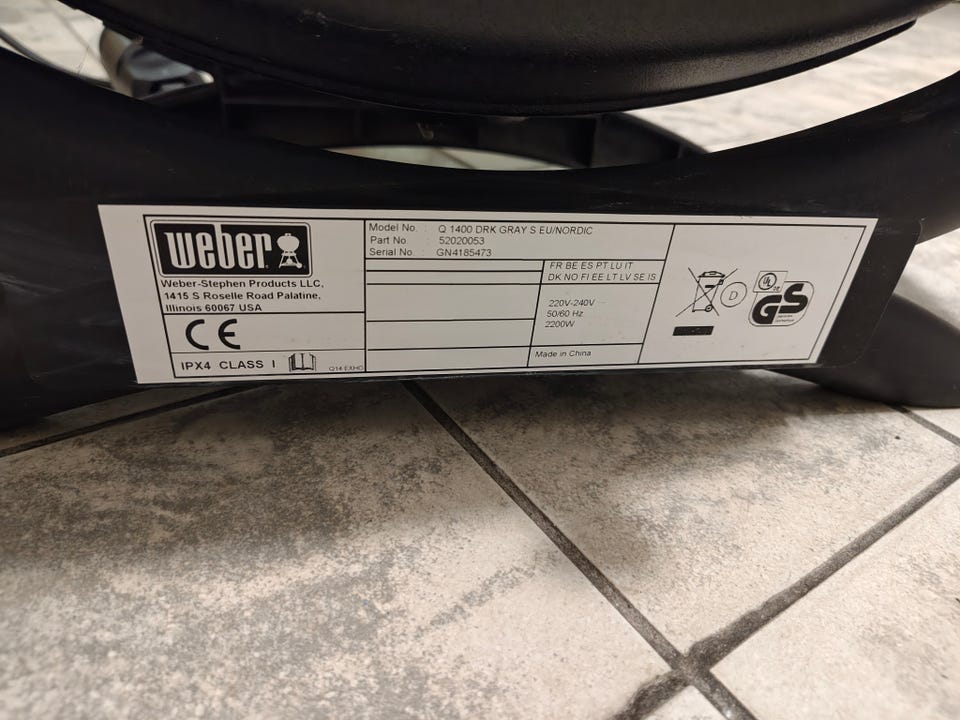 weber
Weber-Stephen Products LLC,
1415 S Roselle Road Palatine,
Illinois 60067 USA
CE
IPX4 CLASS I
Model No. : Q 1400 DRK GRAY S EU/NORDIC
Part No. : 52020053
Serial No. GN4185473
FR BE ES PT LU IT
DK NO FI EE LT LV SE IS
220V-240V
50/60 Hz
2200W
Made in China
D
UL
GS